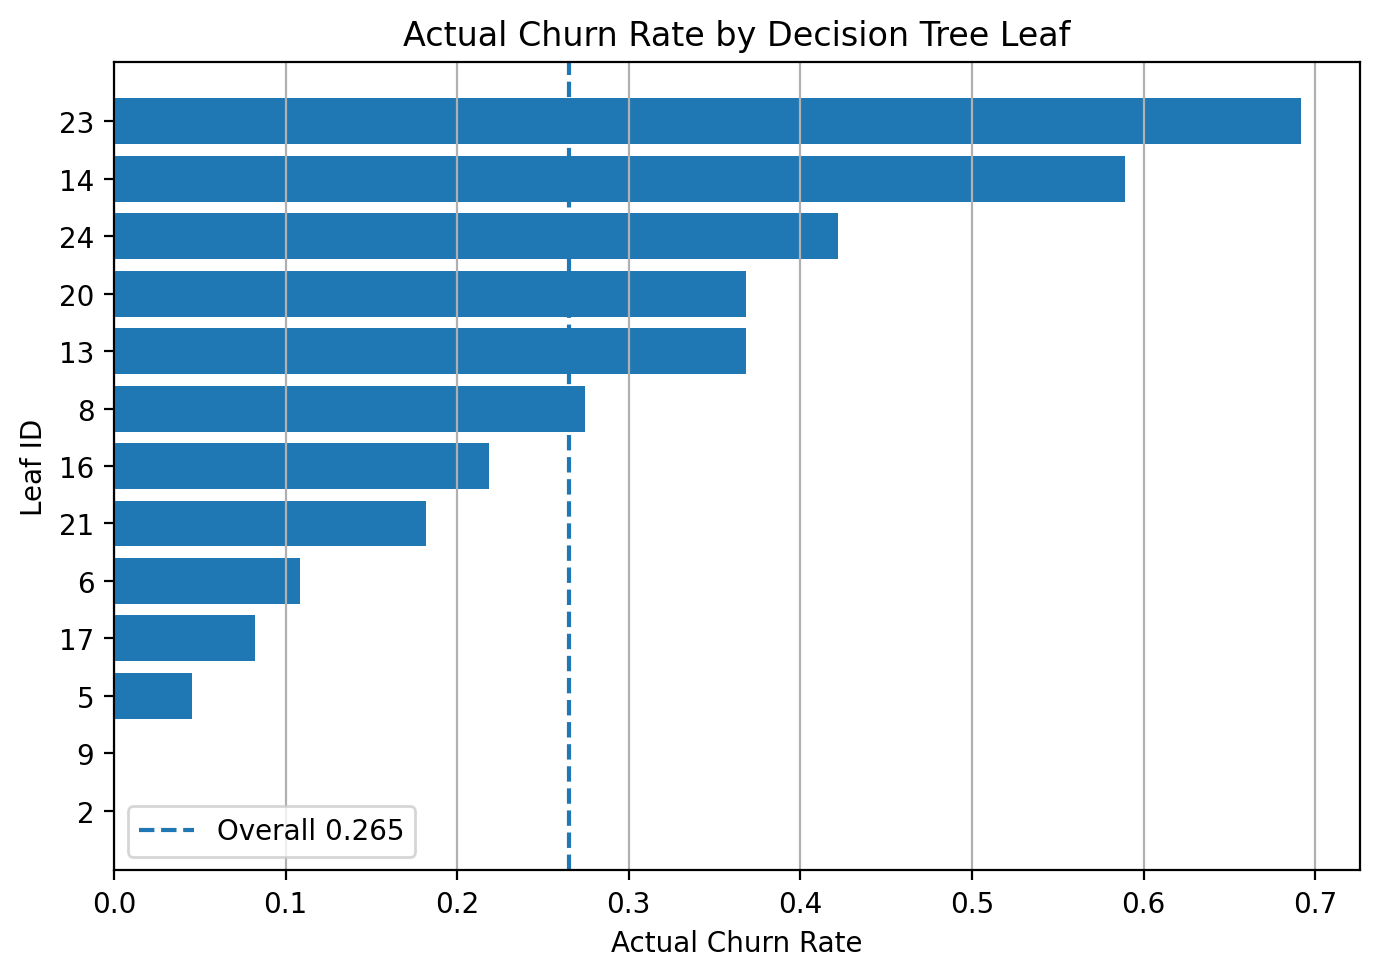 Actual Churn Rate by Decision Tree Leaf
Leaf ID
23
14
24
20
13
8
16
21
6
17
5
9
2
Overall 0.265
0.0 0.1 0.2 0.3 0.4 0.5 0.6 0.7
Actual Churn Rate